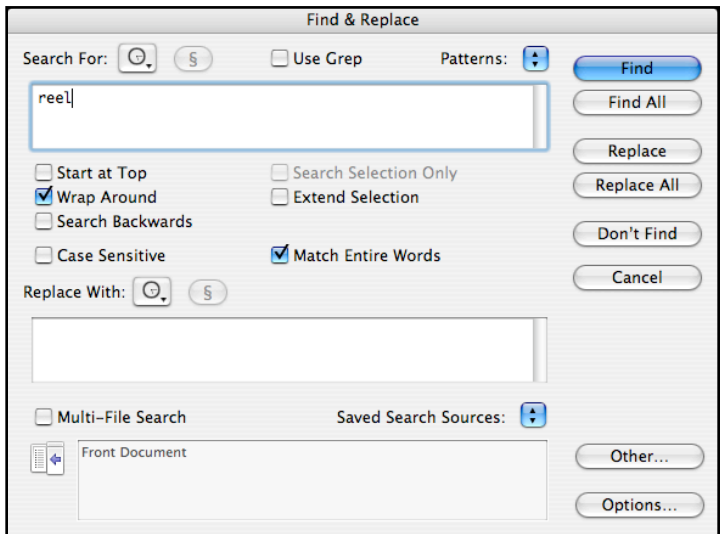 Find & Replace
Search For: § Use Grep Patterns:
reel
Start at Top Search Selection Only
Wrap Around Extend Selection
Search Backwards
Case Sensitive Match Entire Words
Replace With: §
Multi-File Search Saved Search Sources:
Front Document
Find
Find All
Replace
Replace All
Don't Find
Cancel
Other...
Options...